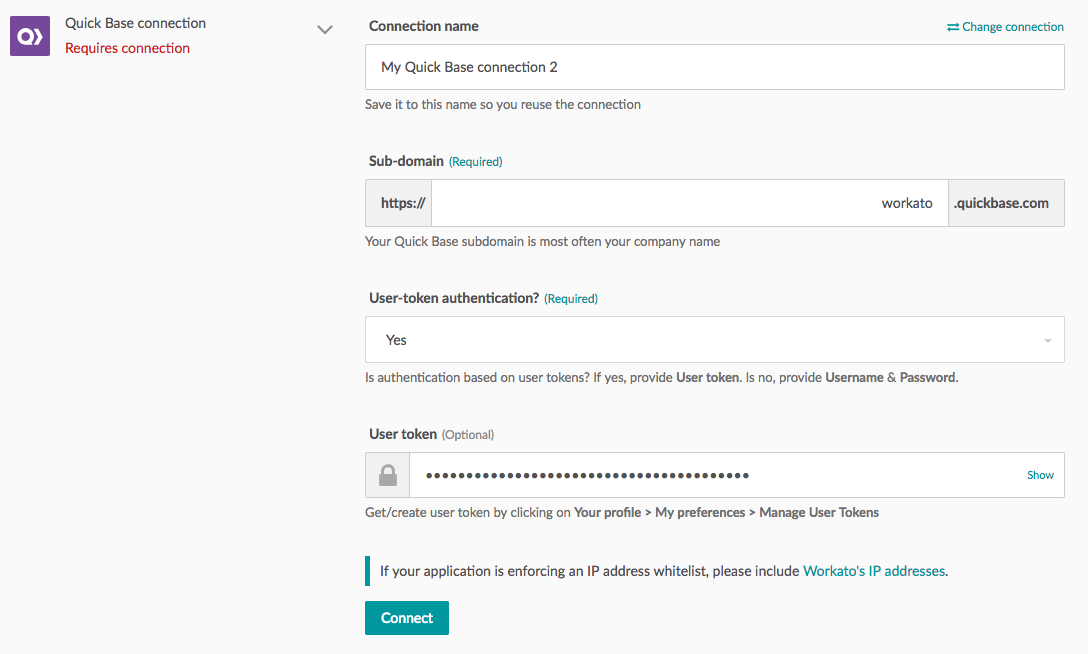 Quick Base connection
Requires connection
Connection name
Change connection
My Quick Base connection 2
Save it to this name so you reuse the connection
Sub-domain (Required)
https:// workato .quickbase.com
Your Quick Base subdomain is most often your company name
User-token authentication? (Required)
Yes
Is authentication based on user tokens? If yes, provide User token. Is no, provide Username & Password.
User token (Optional)
Show
Get/create user token by clicking on Your profile > My preferences > Manage User Tokens
If your application is enforcing an IP address whitelist, please include Workato's IP addresses.
Connect